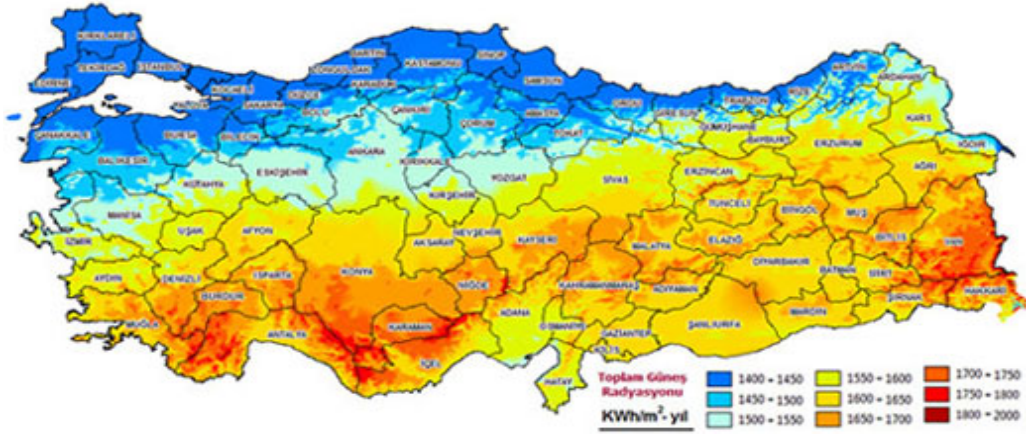 KIRKLARELİ
EDİRNE
TEKİRDAĞ
İSTANBUL
KOCAELİ
YALOVA
SAKARYA
DÜZCE
BOLU
ZONGULDAK
BARTIN
KARABÜK
KASTAMONU
SİNOP
SAMSUN
ORDU
GİRESUN
TRABZON
RİZE
ARTVİN
ARDAHAN
KARS
IĞDIR
ÇANAKKALE
BALIKESİR
BURSA
BİLECİK
ESKİŞEHİR
KÜTAHYA
ANKARA
ÇANKIRI
ÇORUM
AMASYA
TOKAT
KIRIKKALE
KIRŞEHİR
YOZGAT
SİVAS
GÜMÜŞHANE
BAYBURT
ERZURUM
ERZİNCAN
AĞRI
TUNCELİ
BİNGÖL
MUŞ
BİTLİS
VAN
MANİSA
İZMİR
UŞAK
AFYON
AYDIN
DENİZLİ
ISPARTA
BURDUR
MUĞLA
ANTALYA
KONYA
AKSARAY
NEVŞEHİR
NİĞDE
KAYSERİ
KARAMAN
İÇEL
ADANA
OSMANİYE
HATAY
KAHRAMANMARAŞ
MALATYA
ELAZIĞ
ADIYAMAN
GAZİANTEP
KİLİS
ŞANLIURFA
DİYARBAKIR
BATMAN
MARDİN
SİİRT
ŞIRNAK
HAKKARİ
Toplam Güneş
Radyasyonu
KWh/m²- yıl
1400 - 1450
1450 - 1500
1500 - 1550
1550 - 1600
1600 - 1650
1650 - 1700
1700 - 1750
1750 - 1800
1800 - 2000